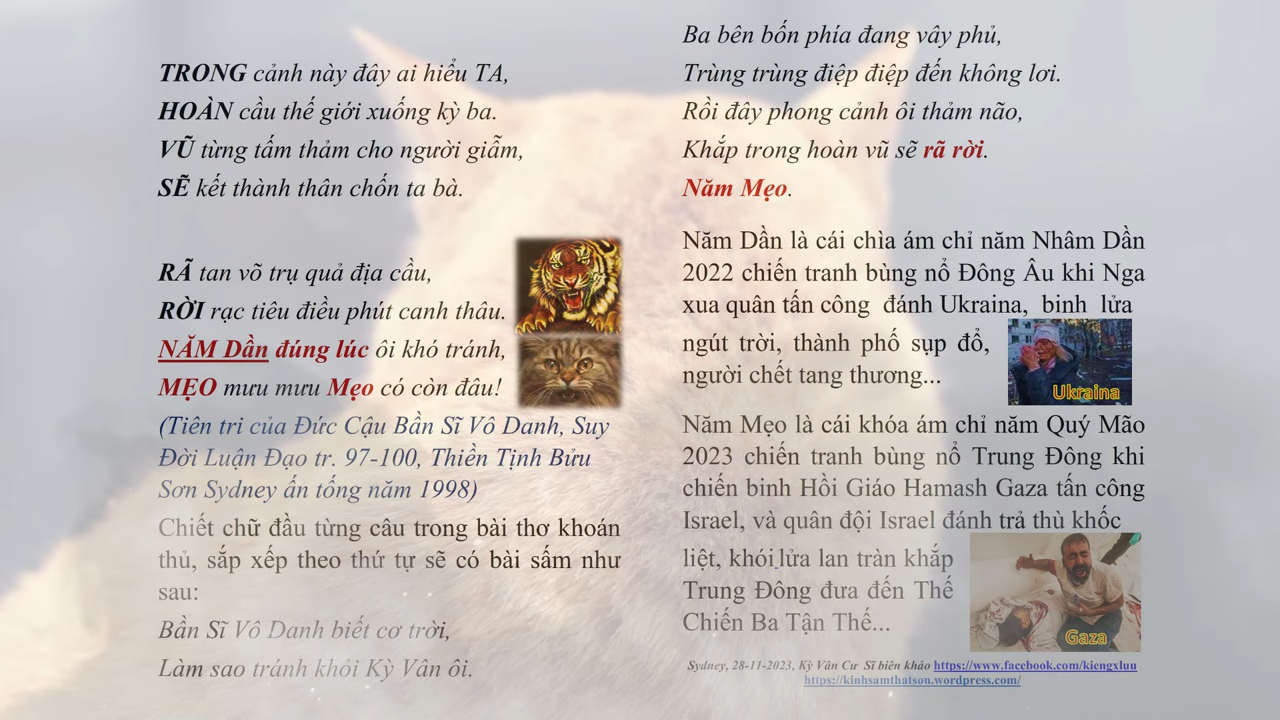 TRONG cảnh này đây ai hiểu TA,
HOÀN cầu thế giới xuống kỳ ba.
VŨ từng tấm thảm cho người giẫm,
SẼ kết thành thân chốn ta bà.
RÃ tan võ trụ quả địa cầu,
RỜI rạc tiêu điều phút canh thâu.
NĂM Dần đúng lúc ôi khó tránh,
MẸO mưu mưu Mẹo có còn đâu!
(Tiên tri của Đức Cậu Bần Sĩ Vô Danh, Suy
Đời Luận Đạo tr. 97-100, Thiền Tịnh Bửu
Sơn Sydney ấn tống năm 1998)
Chiết chữ đầu từng câu trong bài thơ khoán
thủ, sắp xếp theo thứ tự sẽ có bài sấm như
sau:
Bần Sĩ Vô Danh biết cơ trời,
Làm sao tránh khỏi Kỳ Vân ôi.
Ba bên bốn phía đang vây phủ,
Trùng trùng điệp điệp đến không lơi.
Rồi đây phong cảnh ôi thảm não,
Khắp trong hoàn vũ sẽ rã rời.
Năm Mẹo.
Năm Dần là cái chìa ám chỉ năm Nhâm Dần
2022 chiến tranh bùng nổ Đông Âu khi Nga
xua quân tấn công đánh Ukraina, binh lửa
ngút trời, thành phố sụp đổ,
người chết tang thương...
Ukraina
Năm Mẹo là cái khóa ám chỉ năm Quý Mão
2023 chiến tranh bùng nổ Trung Đông khi
chiến binh Hồi Giáo Hamash Gaza tấn công
Israel, và quân đội Israel đánh trả thù khốc
liệt, khói lửa lan tràn khắp
Trung Đông đưa đến Thế
Chiến Ba Tận Thế...
Gaza
Sydney, 28-11-2023, Kỳ Vân Cư Sĩ biên khảo https://www.facebook.com/kiengxluu
https://kinhsamthatson.wordpress.com/